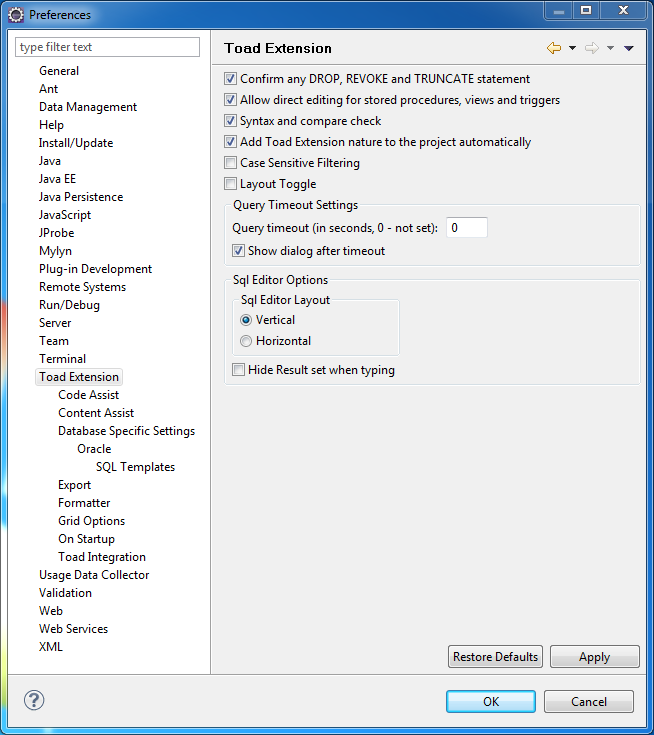 Preferences
type filter text
General
Ant
Data Management
Help
Install/Update
Java
Java EE
Java Persistence
JavaScript
JProbe
Mylyn
Plug-in Development
Remote Systems
Run/Debug
Server
Team
Terminal
Toad Extension
Code Assist
Content Assist
Database Specific Settings
Oracle
SQL Templates
Export
Formatter
Grid Options
On Startup
Toad Integration
Usage Data Collector
Validation
Web
Web Services
XML
Toad Extension
Confirm any DROP, REVOKE and TRUNCATE statement
Allow direct editing for stored procedures, views and triggers
Syntax and compare check
Add Toad Extension nature to the project automatically
Case Sensitive Filtering
Layout Toggle
Query Timeout Settings
Query timeout (in seconds, 0 - not set): 0
Show dialog after timeout
Sql Editor Options
Sql Editor Layout
Vertical
Horizontal
Hide Result set when typing
Restore Defaults Apply
? OK Cancel